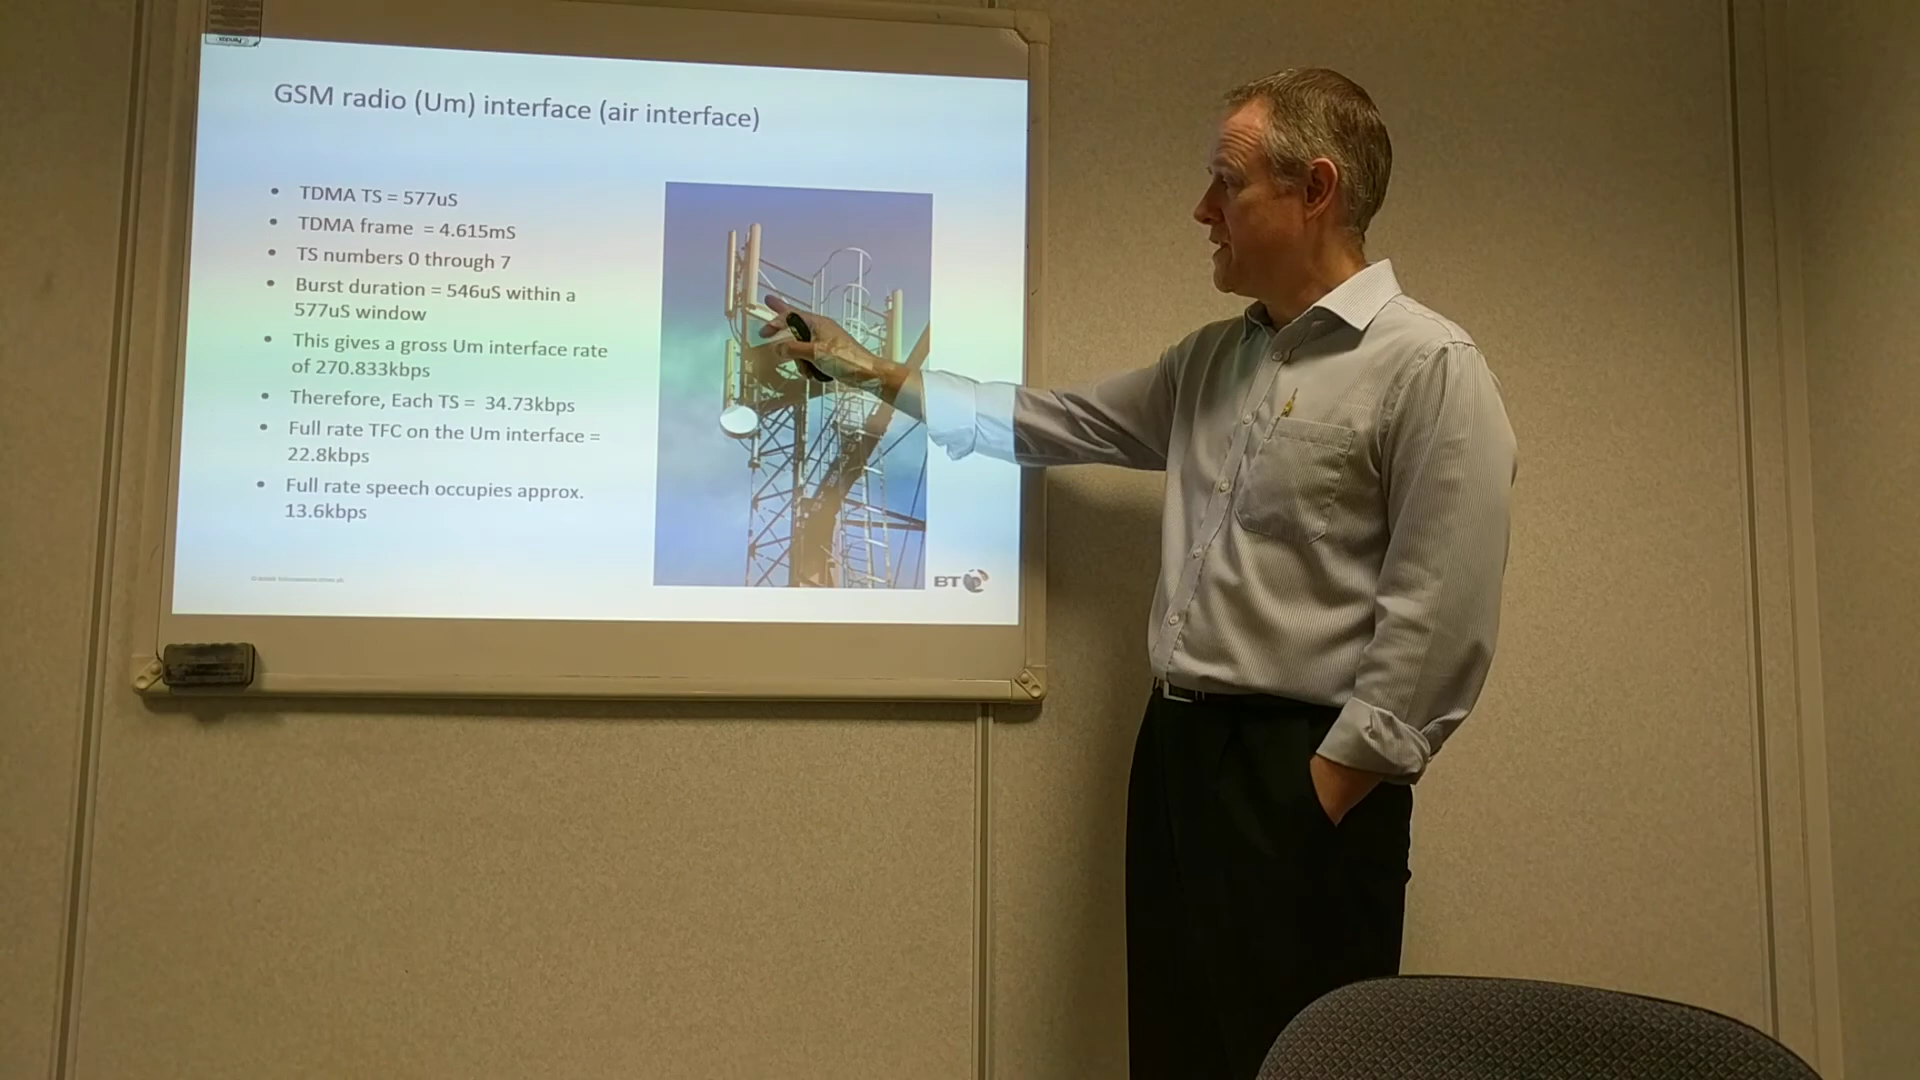 GSM radio (Um) interface (air interface)
• TDMA TS = 577uS
• TDMA frame = 4.615mS
• TS numbers 0 through 7
• Burst duration = 546uS within a
577uS window
• This gives a gross Um interface rate
of 270.833kbps
• Therefore, Each TS = 34.73kbps
• Full rate TFC on the Um interface =
22.8kbps
• Full rate speech occupies approx.
13.6kbps
BT